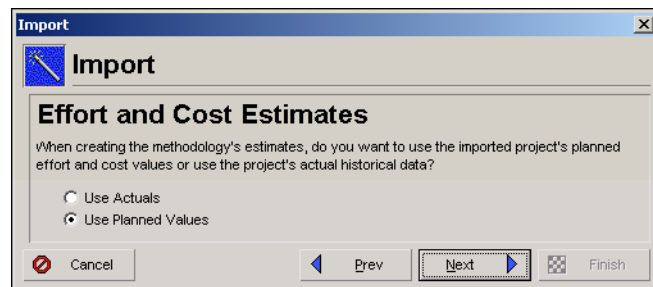 Import
Import
Effort and Cost Estimates
When creating the methodology's estimates, do you want to use the imported project's planned
effort and cost values or use the project's actual historical data?
Use Actuals
Use Planned Values
Cancel Prev Next Finish